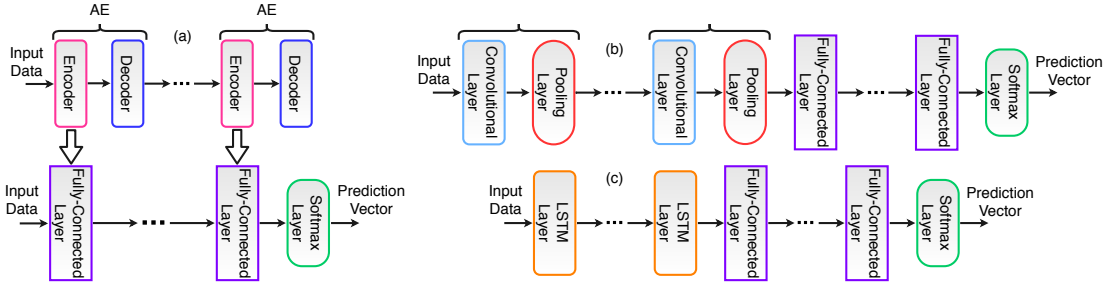 AE
AE
(a)
Input
Data
Encoder
Decoder
Encoder
Decoder
Input
Data
Fully-Connected
Layer
Fully-Connected
Layer
Softmax
Layer
Prediction
Vector
(b)
Input
Data
Convolutional
Layer
Pooling
Layer
Convolutional
Layer
Pooling
Layer
Fully-Connected
Layer
Fully-Connected
Layer
Softmax
Layer
Prediction
Vector
(c)
Input
Data
LSTM
Layer
LSTM
Layer
Fully-Connected
Layer
Fully-Connected
Layer
Softmax
Layer
Prediction
Vector